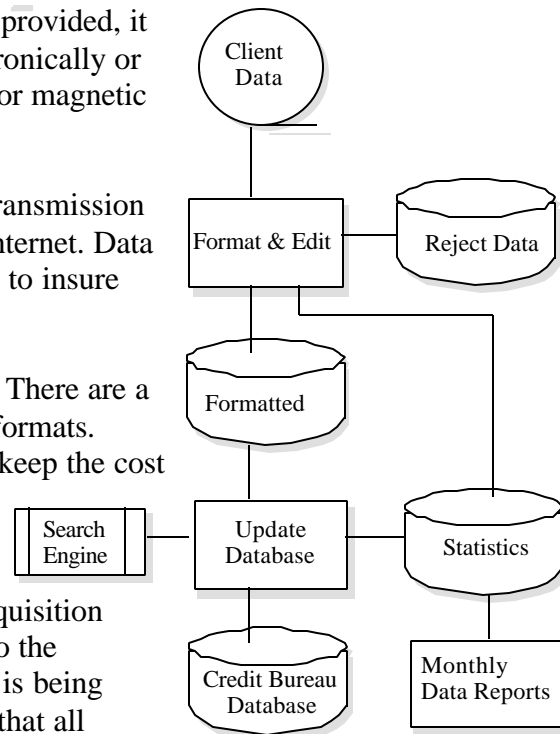 provided, it
ronically or
or magnetic
ransmission
nternet. Data
to insure
There are a
formats.
keep the cost
quisition
o the
is being
that all
Client
Data
Format & Edit
Reject Data
Formatted
Search
Engine
Update
Database
Statistics
Credit Bureau
Database
Monthly
Data Reports